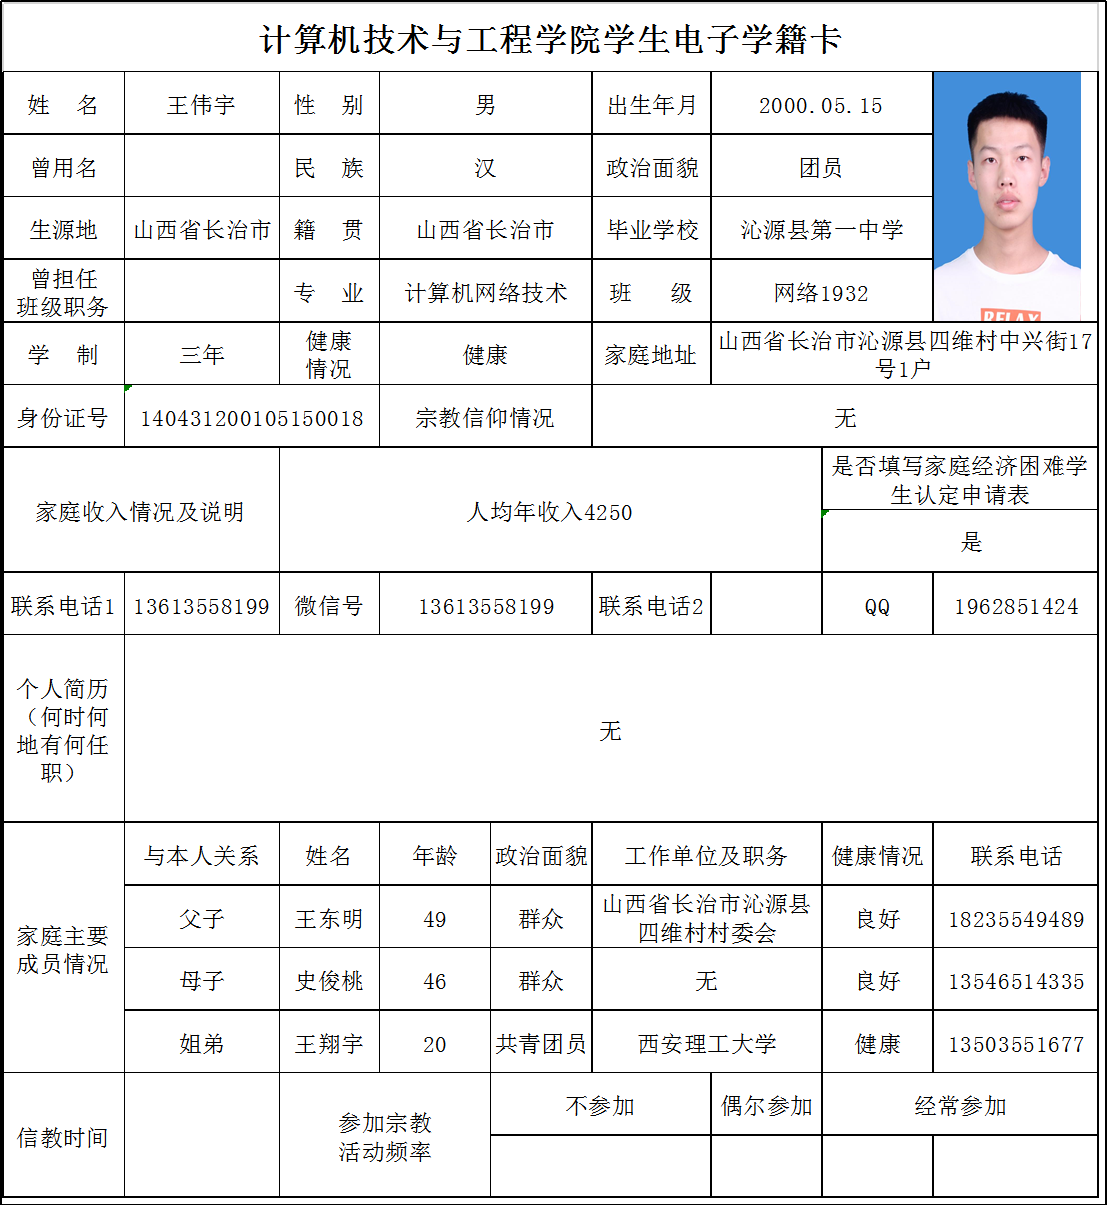 计算机技术与工程学院学生电子学籍卡
姓 名 王伟宇 性 别 男 出生年月 2000.05.15
曾用名 民 族 汉 政治面貌 团员
生源地 山西省长治市 籍 贯 山西省长治市 毕业学校 沁源县第一中学
曾担任
班级职务 专 业 计算机网络技术 班 级 网络1932
RELAX
学 制 三年 健康
情况 健康 家庭地址 山西省长治市沁源县四维村中兴街17
号1户
身份证号 140431200105150018 宗教信仰情况 无
家庭收入情况及说明 人均年收入4250 是否填写家庭经济困难学
生认定申请表
是
联系电话1 13613558199 微信号 13613558199 联系电话2 QQ 1962851424
个人简历
（何时何
地有何任
职）
无
家庭主要
成员情况
与本人关系 姓名 年龄 政治面貌 工作单位及职务 健康情况 联系电话
父子 王东明 49 群众 山西省长治市沁源县
四维村村委会 良好 18235549489
母子 史俊桃 46 群众 无 良好 13546514335
姐弟 王翔宇 20 共青团员 西安理工大学 健康 13503551677
信教时间 参加宗教
活动频率 不参加 偶尔参加 经常参加